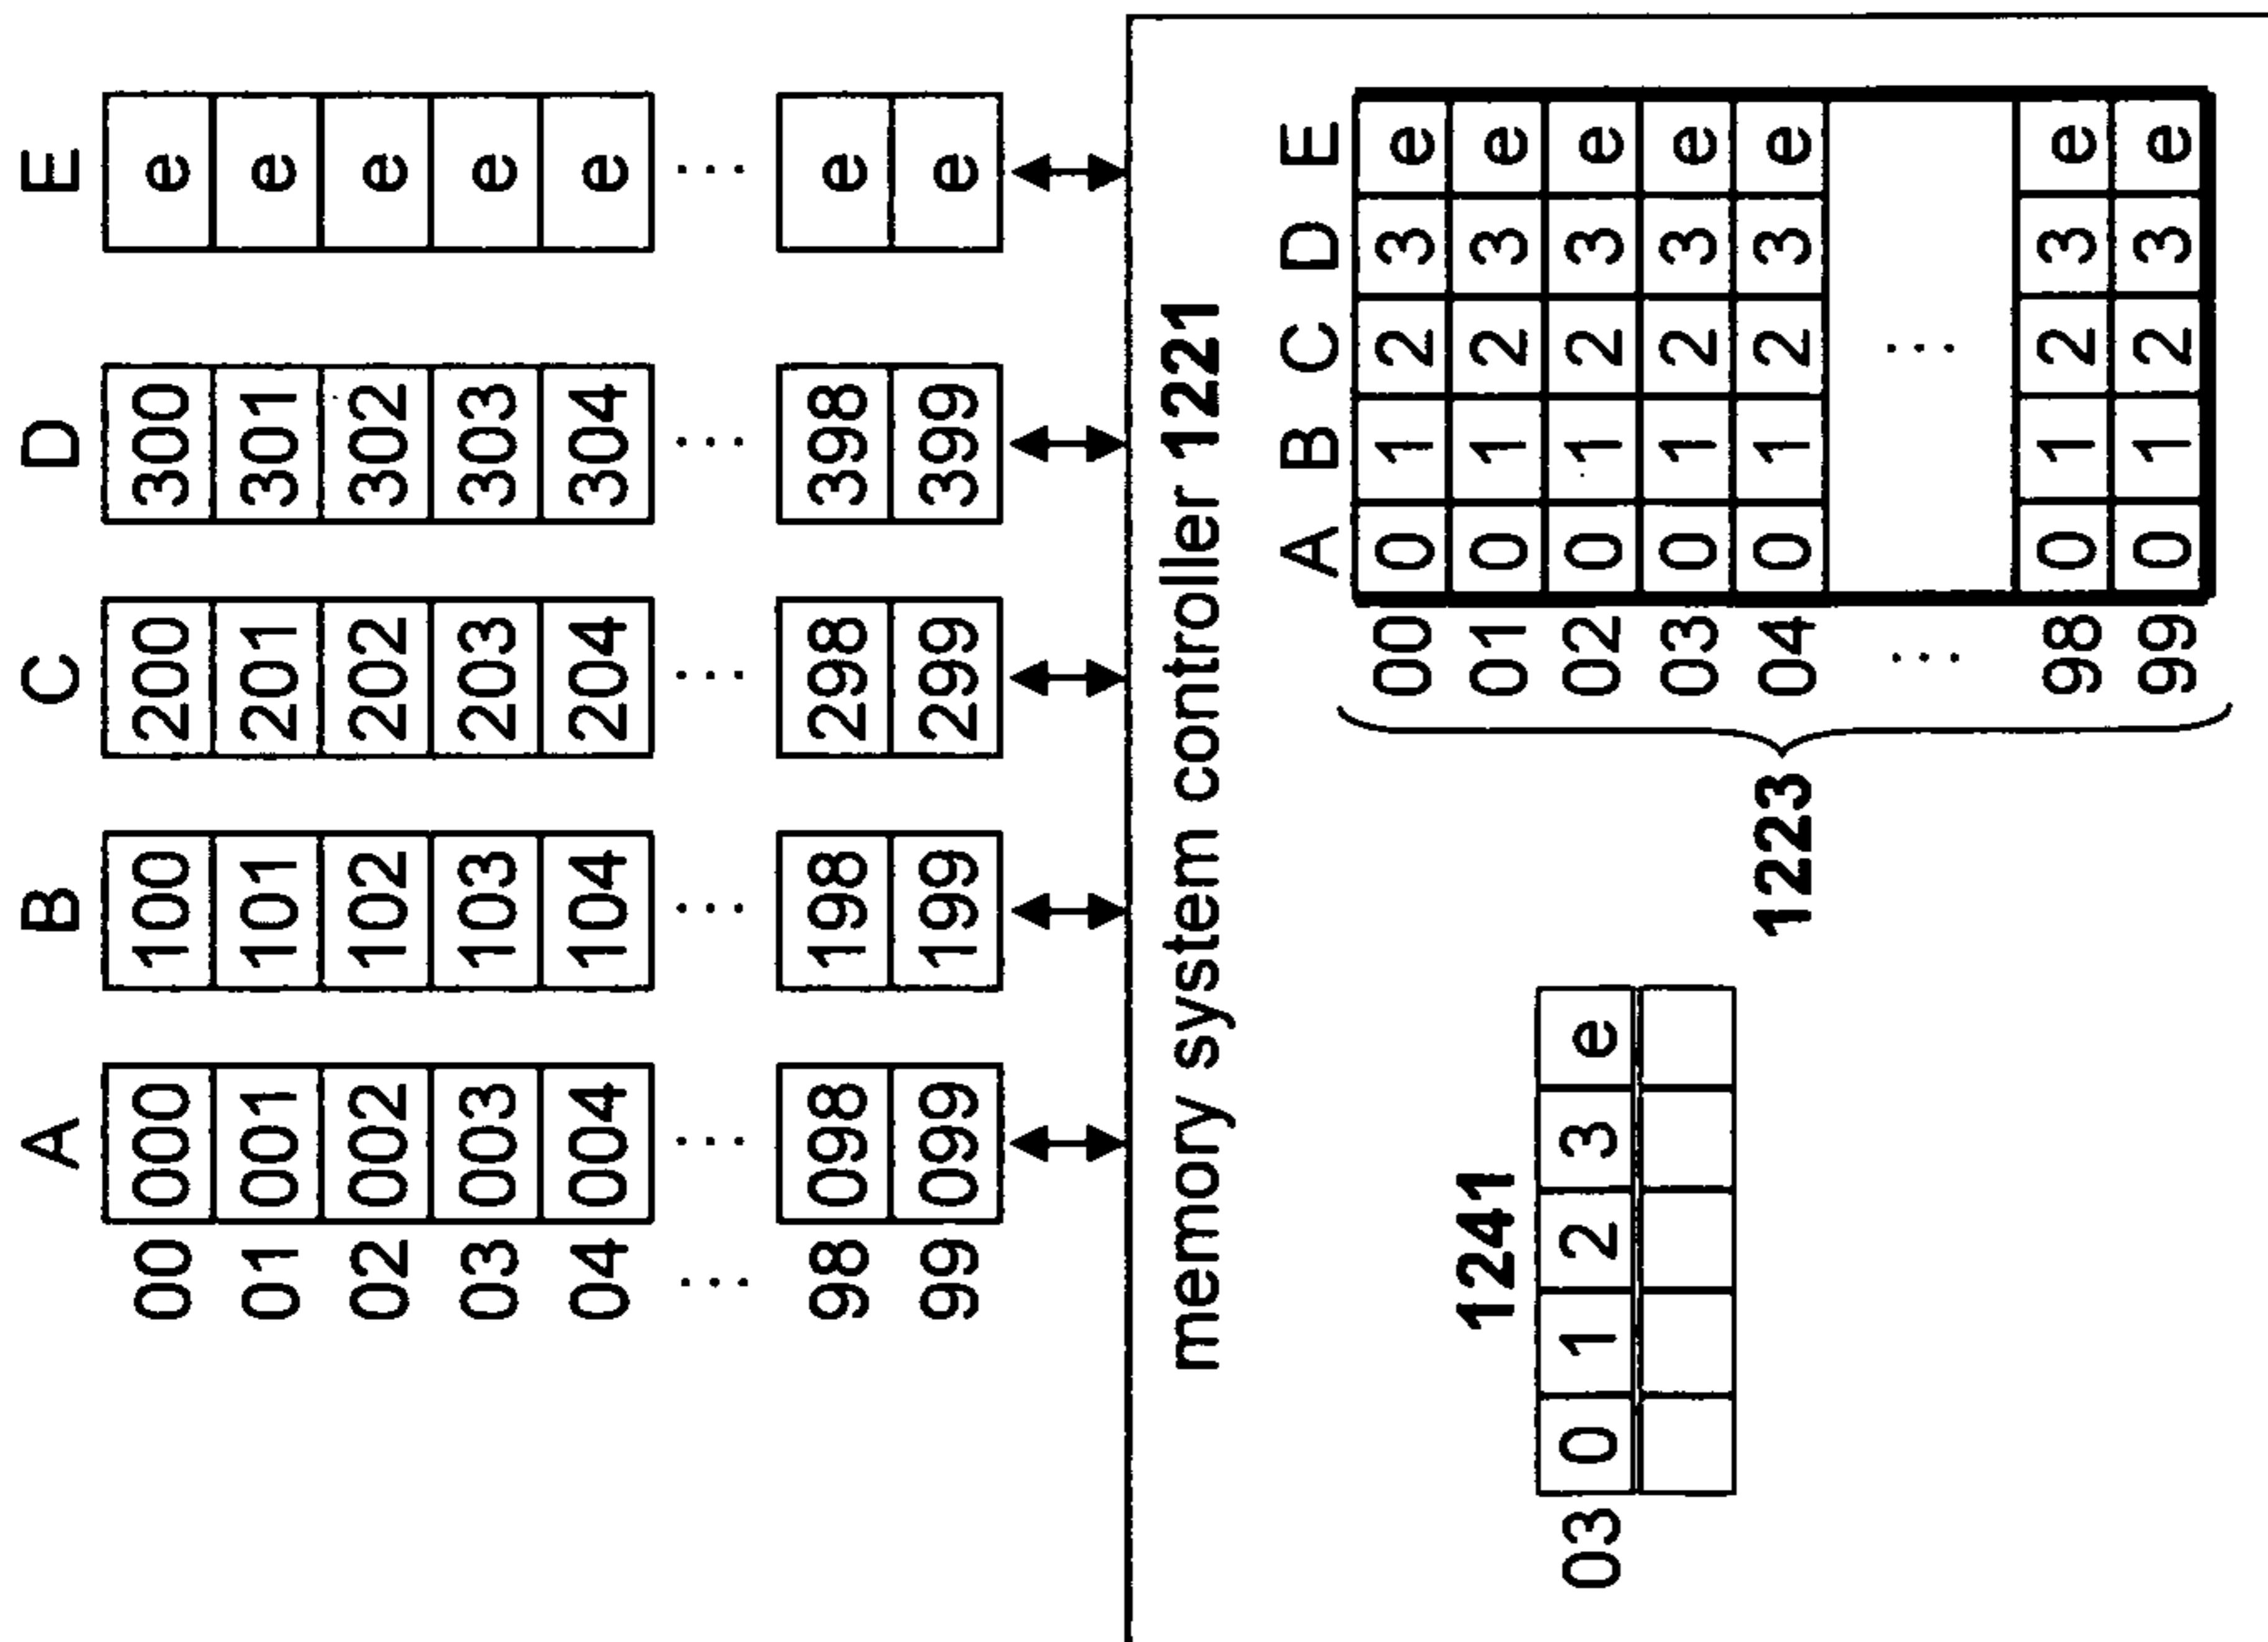 A B C D E
00 000 100 200 300 e
01 001 101 201 301 e
02 002 102 202 302 e
03 003 103 203 303 e
04 004 104 204 304 e
... ... ... ... ... ...
98 098 198 298 398 e
99 099 199 299 399 e
memory system controller 1221
1241
03 0 1 2 3 e
1223
A B C D E
00 0 1 2 3 e
01 0 1 2 3 e
02 0 1 2 3 e
03 0 1 2 3 e
04 0 1 2 3 e
... ...
98 0 1 2 3 e
99 0 1 2 3 e